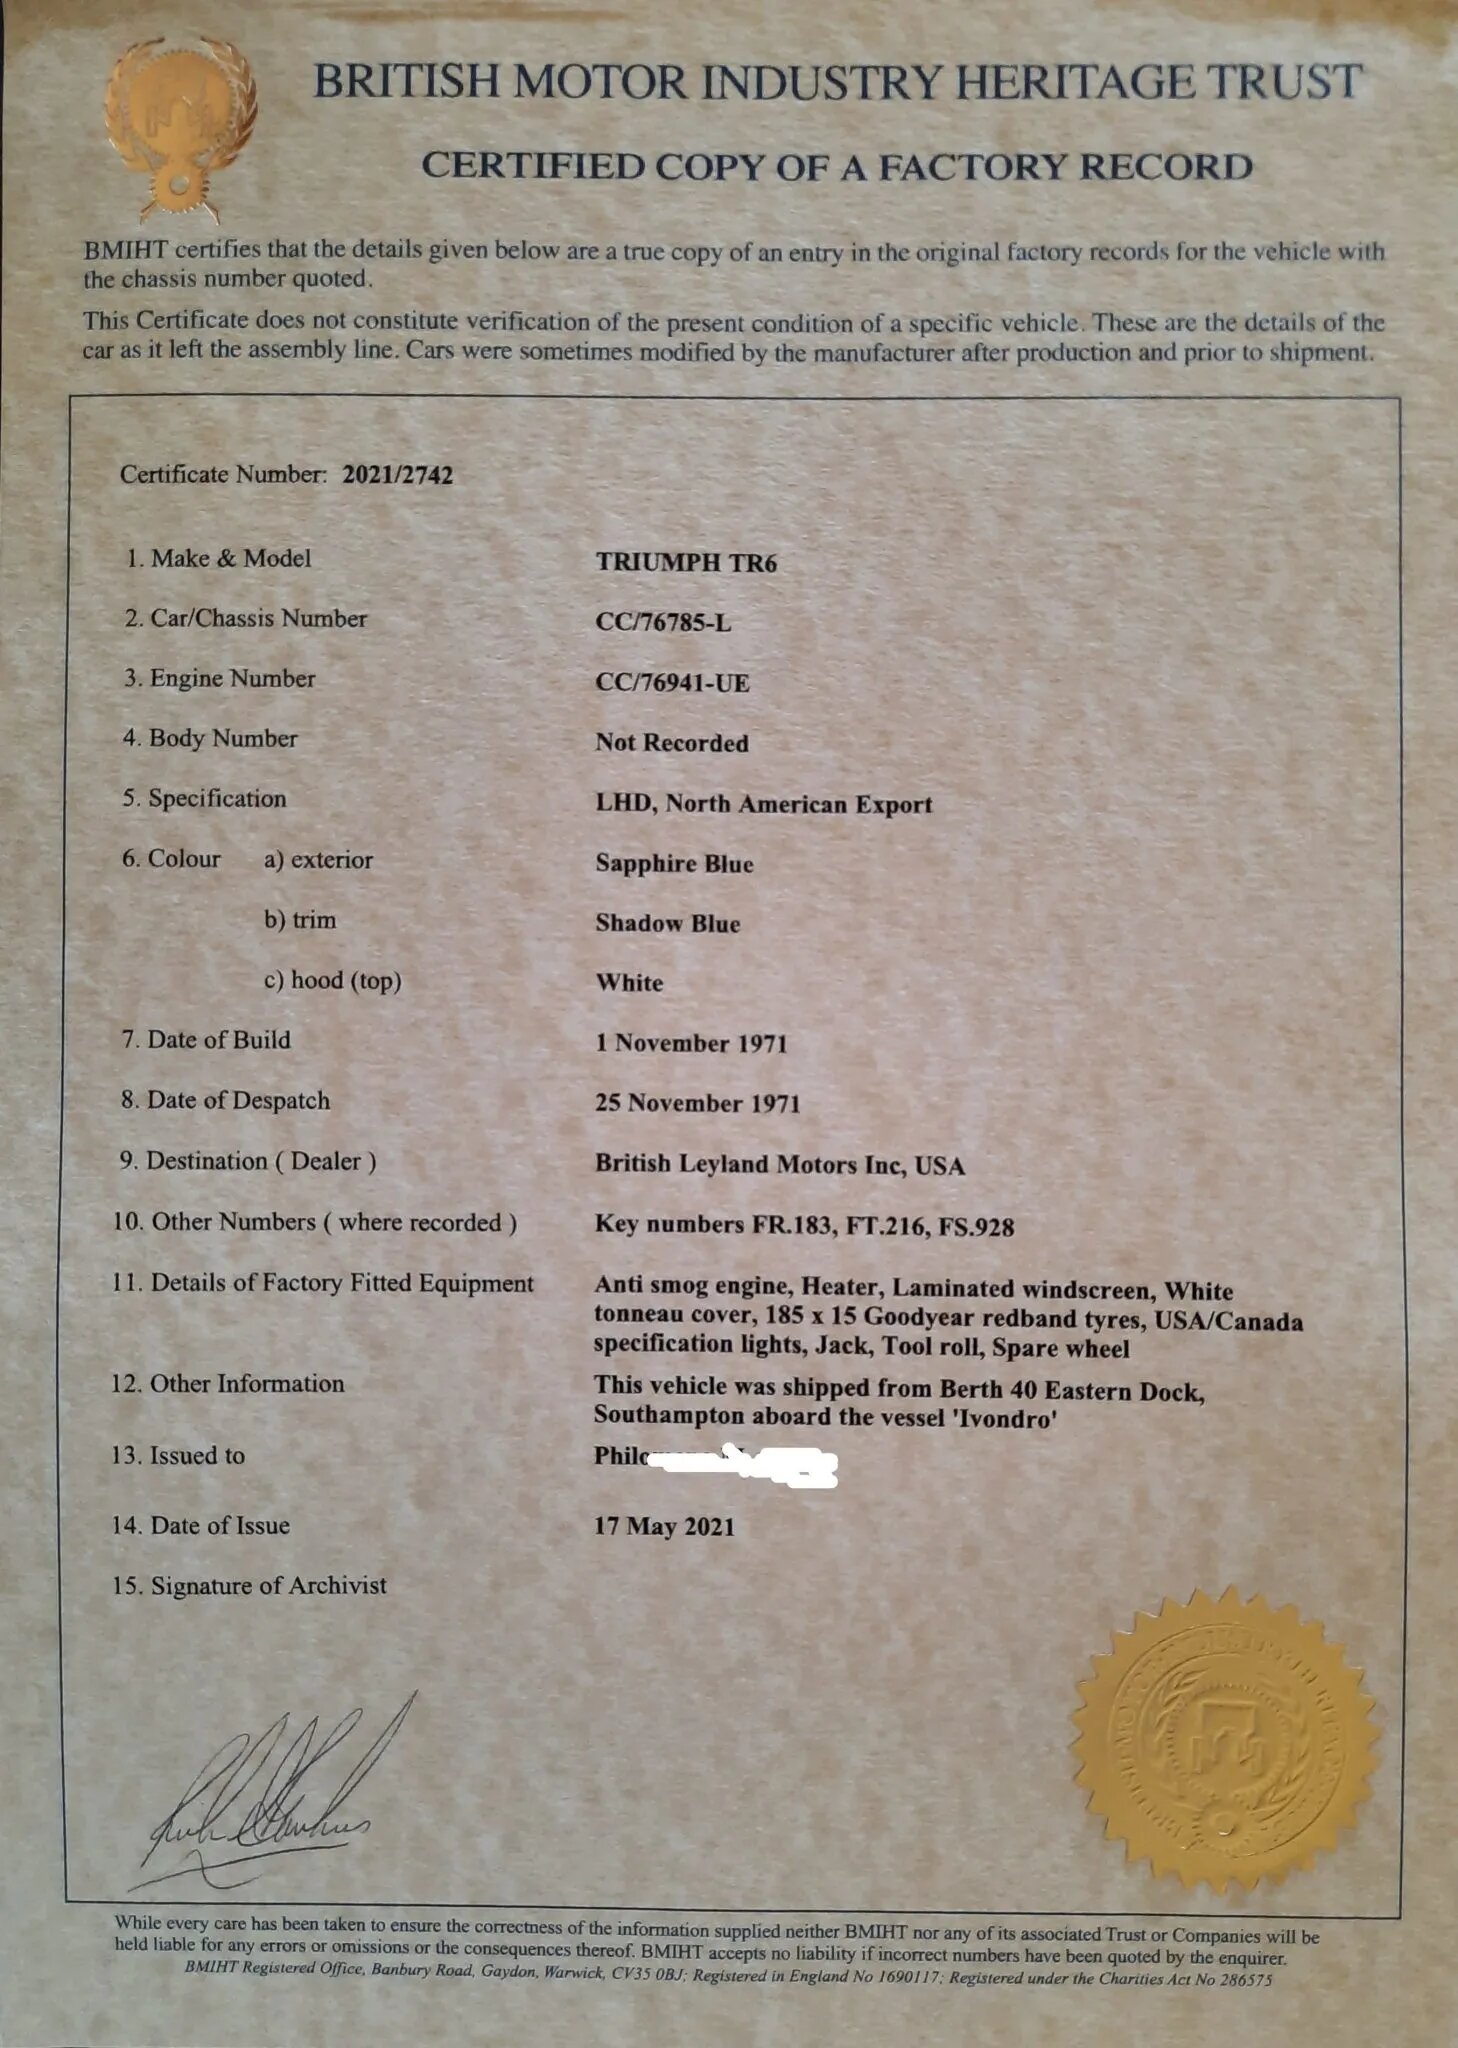 BRITISH MOTOR INDUSTRY HERITAGE TRUST
CERTIFIED COPY OF A FACTORY RECORD
BMIHT certifies that the details given below are a true copy of an entry in the original factory records for the vehicle with
the chassis number quoted.
This Certificate does not constitute verification of the present condition of a specific vehicle. These are the details of the
car as it left the assembly line. Cars were sometimes modified by the manufacturer after production and prior to shipment.
Certificate Number: 2021/2742
1. Make & Model TRIUMPH TR6
2. Car/Chassis Number CC/76785-L
3. Engine Number CC/76941-UE
4. Body Number Not Recorded
5. Specification LHD, North American Export
6. Colour a) exterior Sapphire Blue
b) trim Shadow Blue
c) hood (top) White
7. Date of Build 1 November 1971
8. Date of Despatch 25 November 1971
9. Destination ( Dealer ) British Leyland Motors Inc, USA
10. Other Numbers ( where recorded ) Key numbers FR.183, FT.216, FS.928
11. Details of Factory Fitted Equipment Anti smog engine, Heater, Laminated windscreen, White
tonneau cover, 185 x 15 Goodyear redband tyres, USA/Canada
specification lights, Jack, Tool roll, Spare wheel
12. Other Information This vehicle was shipped from Berth 40 Eastern Dock,
Southampton aboard the vessel 'Ivondro'
13. Issued to
14. Date of Issue 17 May 2021
15. Signature of Archivist
While every care has been taken to ensure the correctness of the information supplied neither BMIHT nor any of its associated Trust or Companies will be
held liable for any errors or omissions or the consequences thereof. BMIHT accepts no liability if incorrect numbers have been quoted by the enquirer.
BMIHT Registered Office, Banbury Road, Gaydon, Warwick, CV35 0BJ; Registered in England No 1690117; Registered under the Charities Act No 286575